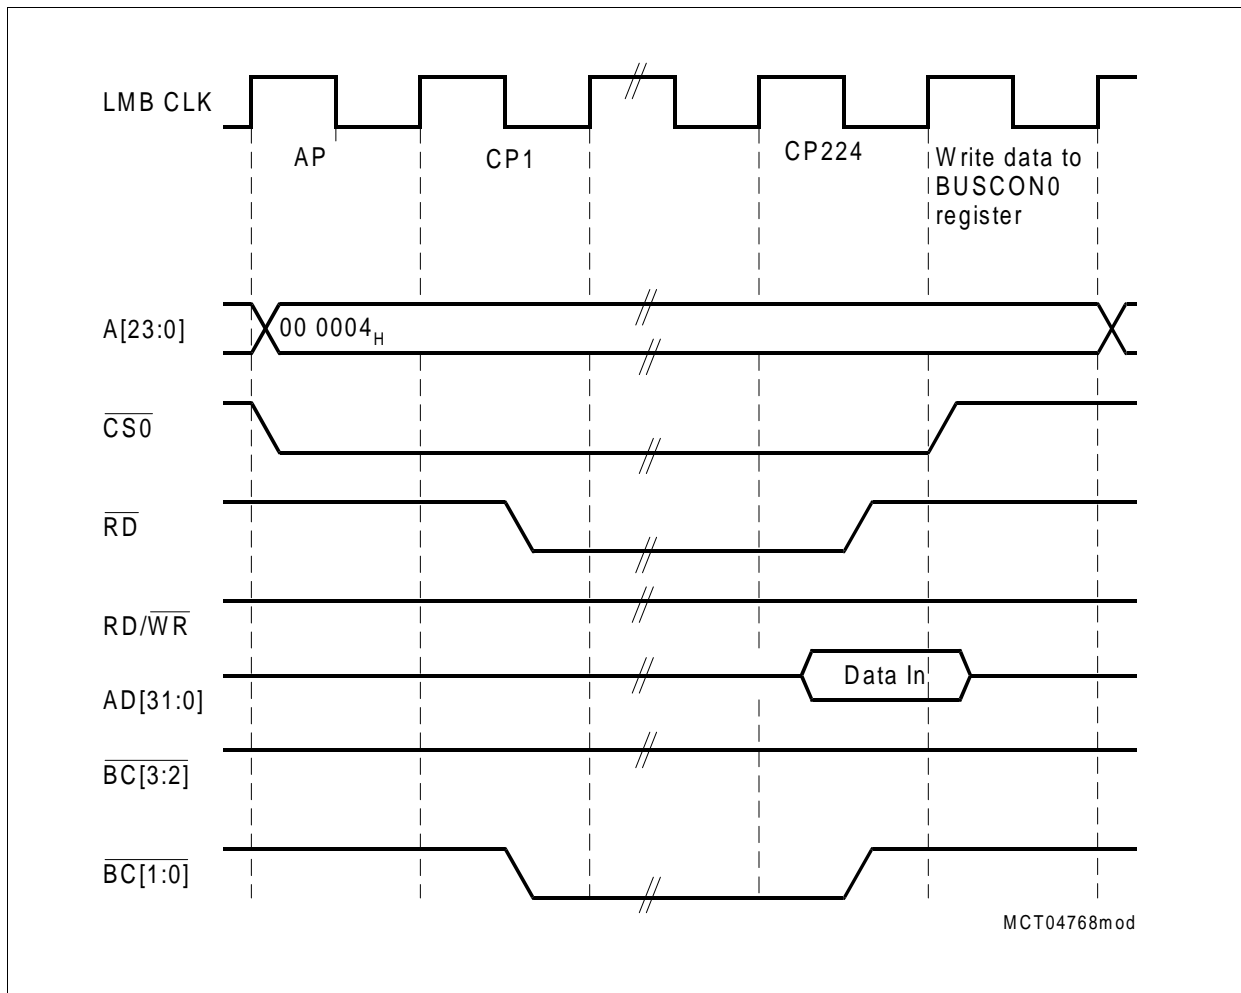 LMB CLK
AP
CP1
CP224
Write data to
BUSCON0
register
A[23:0]
00 0004H
CS0
RD
RD/WR
AD[31:0]
Data In
BC[3:2]
BC[1:0]
MCT04768mod